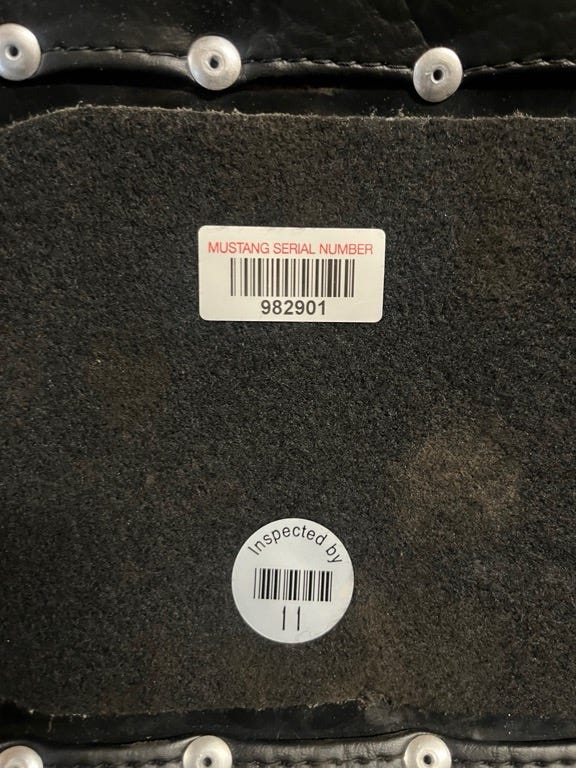 MUSTANG SERIAL NUMBER
982901
Inspected by
11